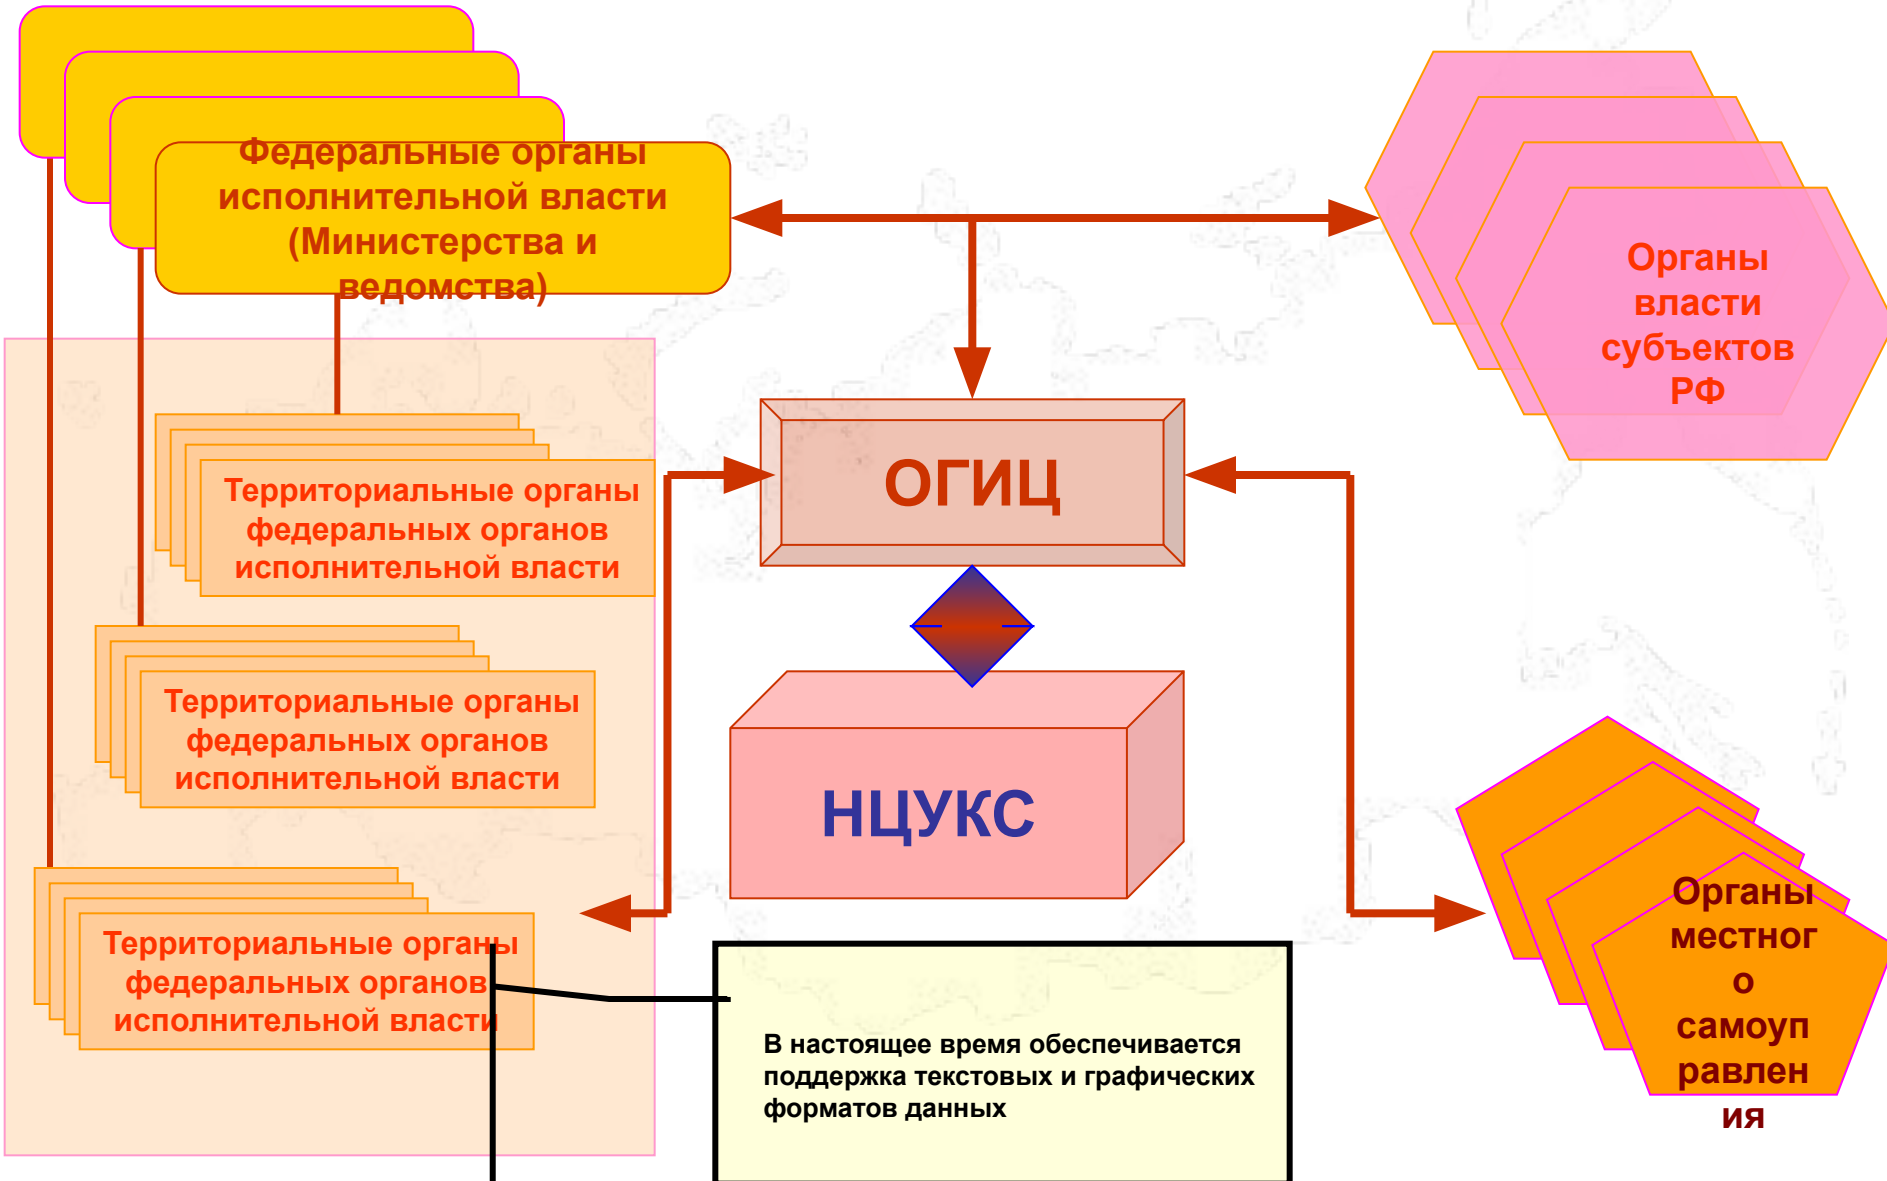 Федеральные органы
исполнительной власти
(Министерства и
ведомства)
Органы
власти
субъектов
РФ
ОГИЦ
Территориальные органы
федеральных органов
исполнительной власти
Территориальные органы
федеральных органов
исполнительной власти
НЦУКС
Территориальные органы
федеральных органов
исполнительной власти
Органы
местног
о
самоуп
равлен
ия
В настоящее время обеспечивается
поддержка текстовых и графических
форматов данных